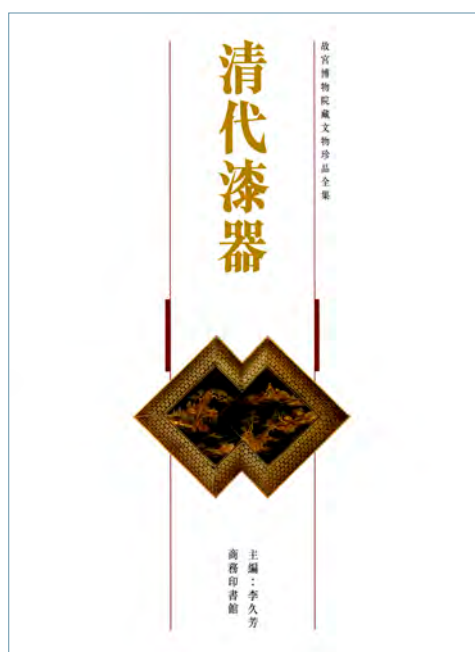 故宮博物院藏文物珍品全集
清代漆器
主編：李久芳
商務印書館